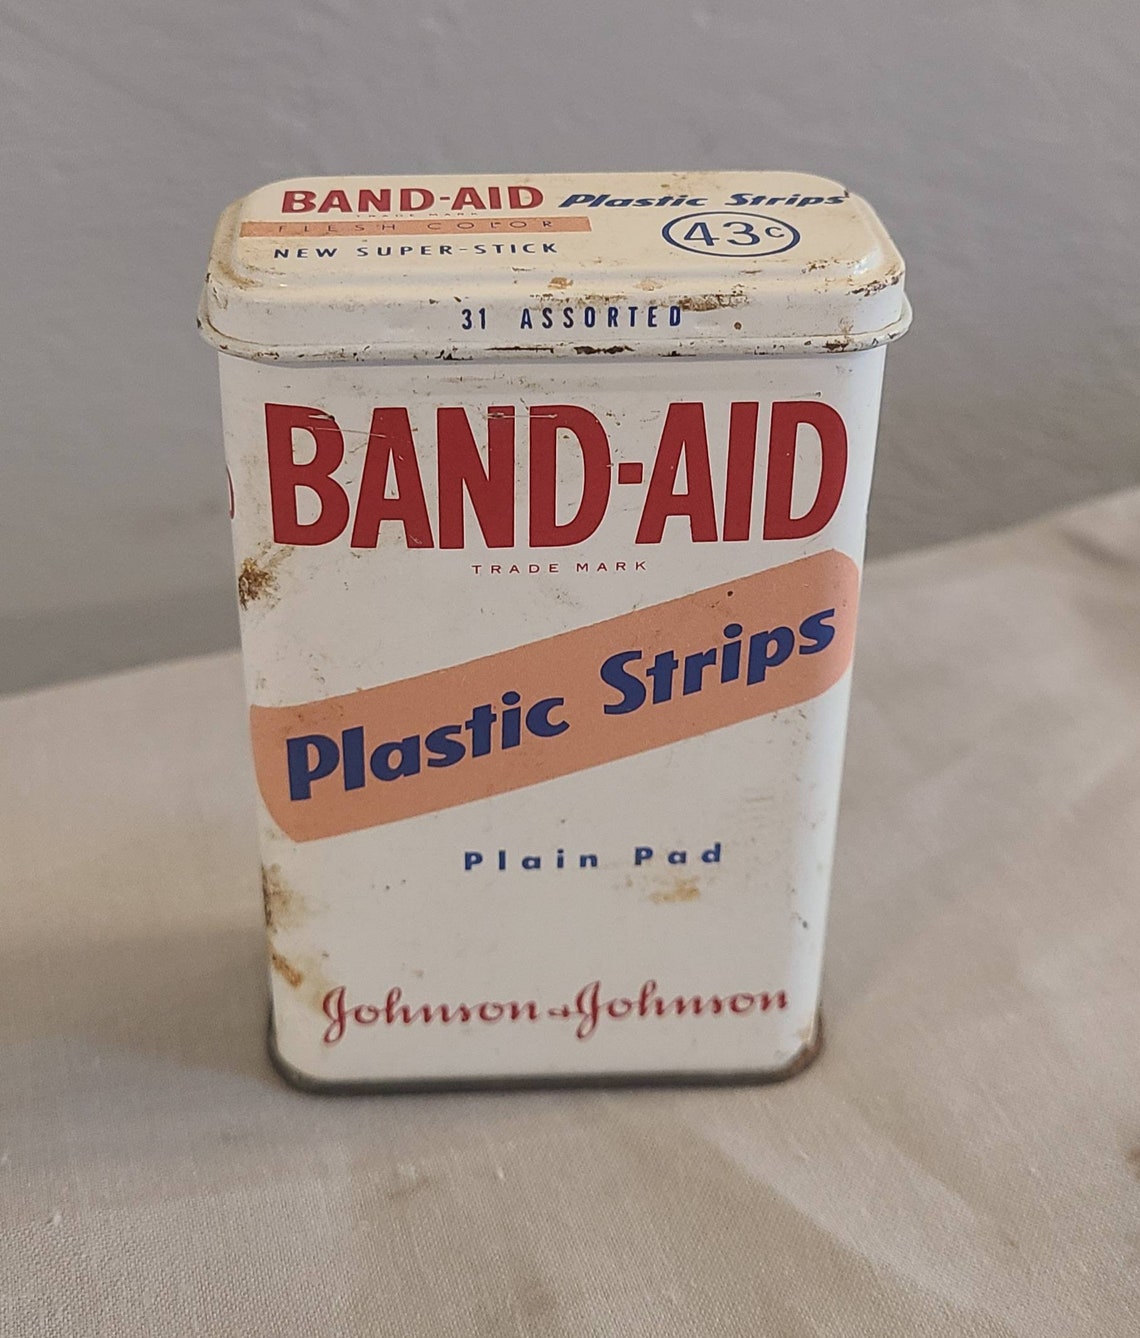 BAND-AID Plastic Strips
TRADE MARK
FLESH COLOR
43¢
NEW SUPER-STICK
31 ASSORTED
BAND-AID
TRADE MARK
Plastic Strips
Plain Pad
Johnson & Johnson